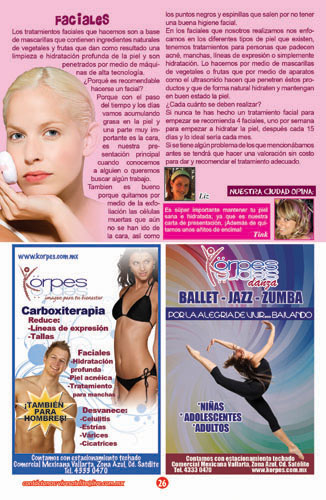 FACIALES
Los tratamientos faciales que hacemos son a base
de mascarillas que contienen ingredientes naturales
de vegetales y frutas que dan como resultado una
limpieza e hidratación profunda de la piel y son
penetrados por medio de máquinas
de alta tecnología.
¿Porqué es recomendable
hacerse un facial?
Porque con el paso
del tiempo y los días
vamos acumulando
grasa en el piel y
una parte muy
importante es la cara,
es nuestra
presentación principal
cuando conocemos
a alguien o queremos
buscar algún trabajo.
Tambien es bueno
porque quitamos por
medio de la exfo-
liación las células
muertas que aún
no se han ido de
la cara, así como
los puntos negros y espinillas que salen por no tener
una buena higiene facial.
En los faciales que nosotros realizamos nos enfo-
camos en los diferentes tipos de piel que existen,
tenemos tratamientos para personas que padecen
acné, manchas, líneas de expresión o simplemente
hidratación. Lo hacemos por medio de mascarillas
de vegetales o frutas que por medio de aparatos
como el ultrasonido hacen que penetren éstos pro-
ductos y que de forma natural hidraten y mantengan
en buen estado la piel.
¿Cada cuánto se deben realizar?
Si nunca te has hecho un tratamiento facial para
empezar se recomienda 4 faciales, uno por semana
para empezar a hidratar la piel, después cada 15
días y lo ideal sería cada mes.
Si se tiene algún problema de los que mencionábamos
antes se tendrá que hacer una valoración sin costo
para dar y recomendar el tratamiento adecuado.
Liz
NUESTRA CIUDAD OPINA:
Es súper importante mantener tu piel
sana e hidratada, ya que es nuestra
carta de presentación, ¡Además de qui-
tarnos unos añitos de encima!
Tink
www.korpes.com.mx
Körpes
imagen para tu bienestar
Carboxiterapia
Reduce:
-Líneas de expresión
-Tallas
Faciales
-Hidratación
profunda
-Piel acnéica
-Tratamiento
para manchas
¡TAMBIÉN
PARA
HOMBRES!
Desvanece:
-Celulitis
-Estrías
-Várices
-Cicatrices
Contamos con estacionamiento techado
Comercial Mexicana Vallarta, Zona Azul, Cd. Satélite
Tel. 4333 0470
Körpes
danza
BALLET - JAZZ - ZUMBA
POR LA ALEGRIA DE VIVIR... BAILANDO
*NIÑAS
*ADOLESCENTES
*ADULTOS
Contamos con estacionamiento techado
Comercial Mexicana Vallarta, Zona Azul, Cd. Satélite
Tel. 4333 0470
www.korpes.com.mx
26